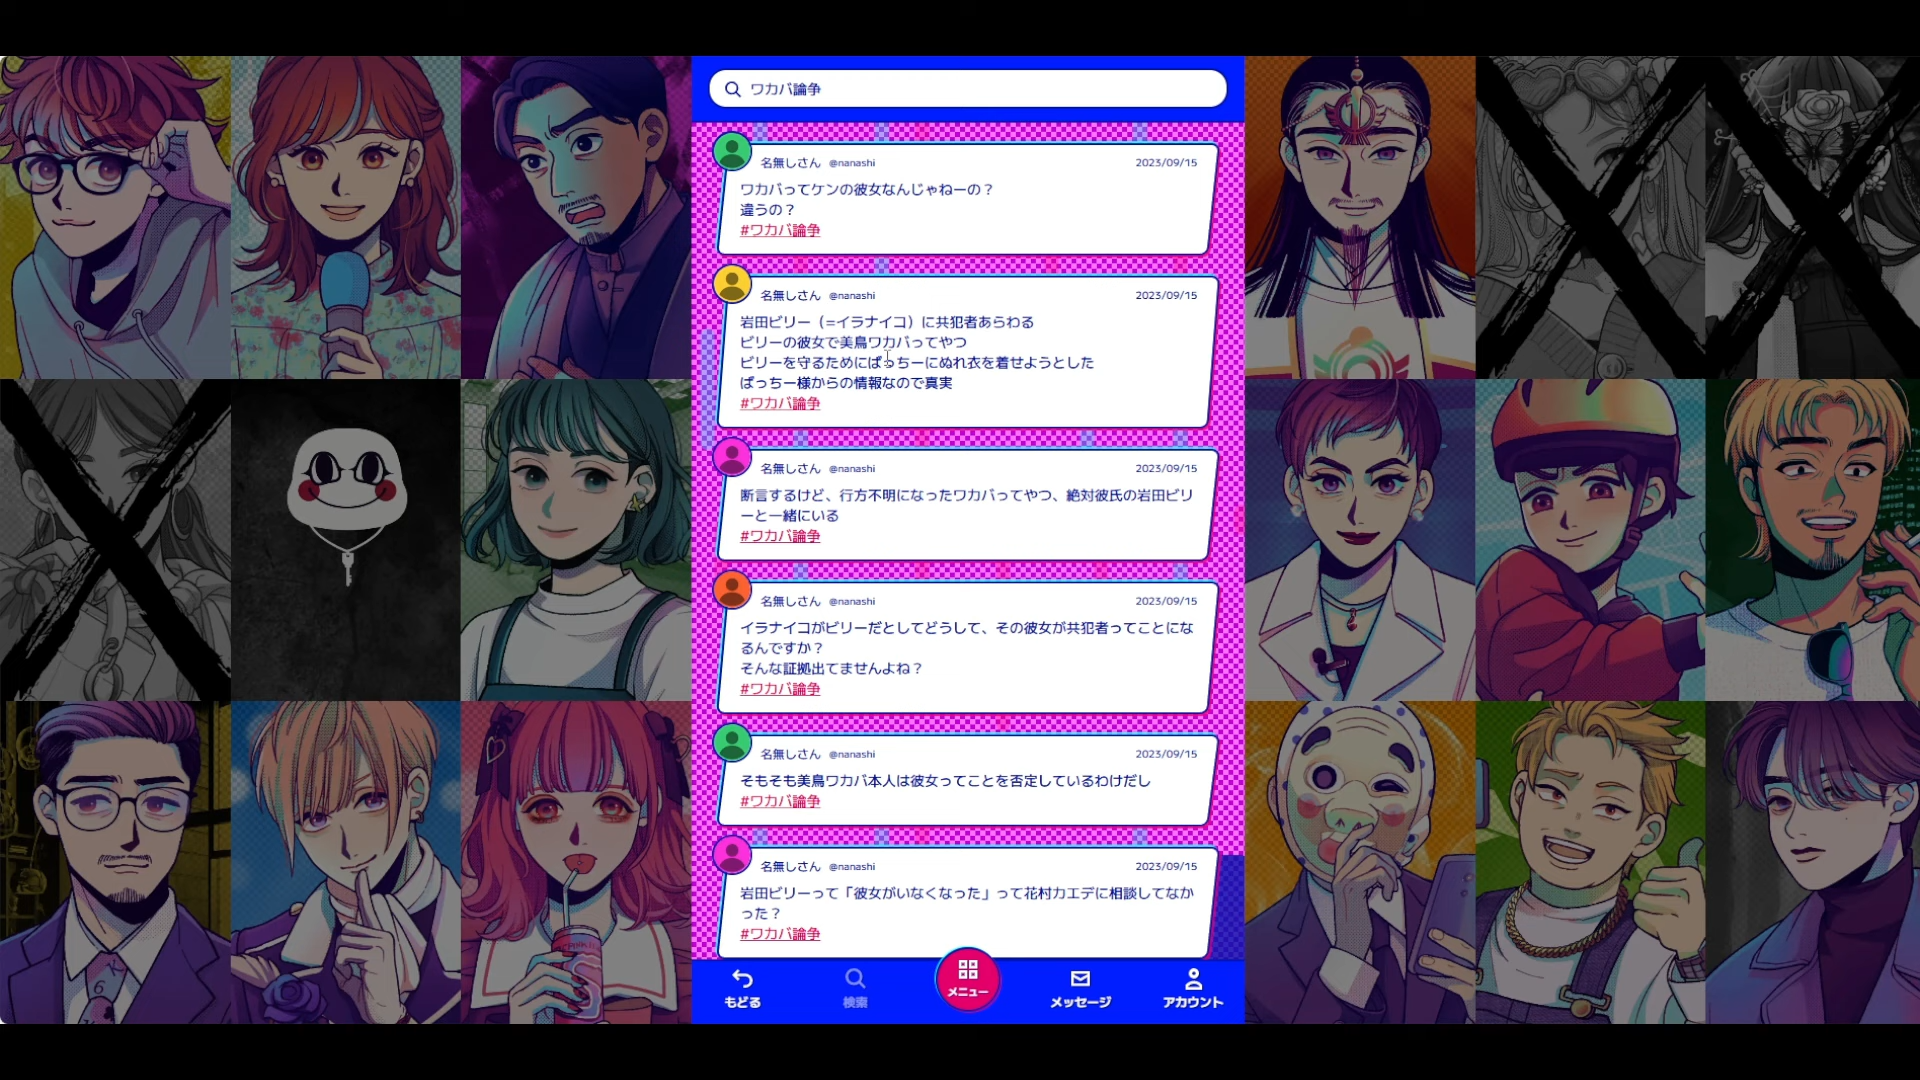 ワカバ論争
名無しさん @nanashi 2023/09/15
ワカバってケンの彼女なんじゃねーの？
違うの？
#ワカバ論争
名無しさん @nanashi 2023/09/15
岩田ビリー（=イラナイコ）に共犯者あらわる
ビリーの彼女で美鳥ワカバってやつ
ビリーを守るためにぱっちーにぬれ衣を着せようとした
ぱっちー様からの情報なので真実
#ワカバ論争
名無しさん @nanashi 2023/09/15
断言するけど、行方不明になったワカバってやつ、絶対彼氏の岩田ビリ
ーと一緒にいる
#ワカバ論争
名無しさん @nanashi 2023/09/15
イラナイコがビリーだとしてどうして、その彼女が共犯者ってことにな
るんですか？
そんな証拠出てませんよね？
#ワカバ論争
名無しさん @nanashi 2023/09/15
そもそも美鳥ワカバ本人は彼女ってことを否定しているわけだし
#ワカバ論争
名無しさん @nanashi 2023/09/15
岩田ビリーって「彼女がいなくなった」って花村カエデに相談してなか
った？
#ワカバ論争
もどる
検索
メニュー
メッセージ
アカウント